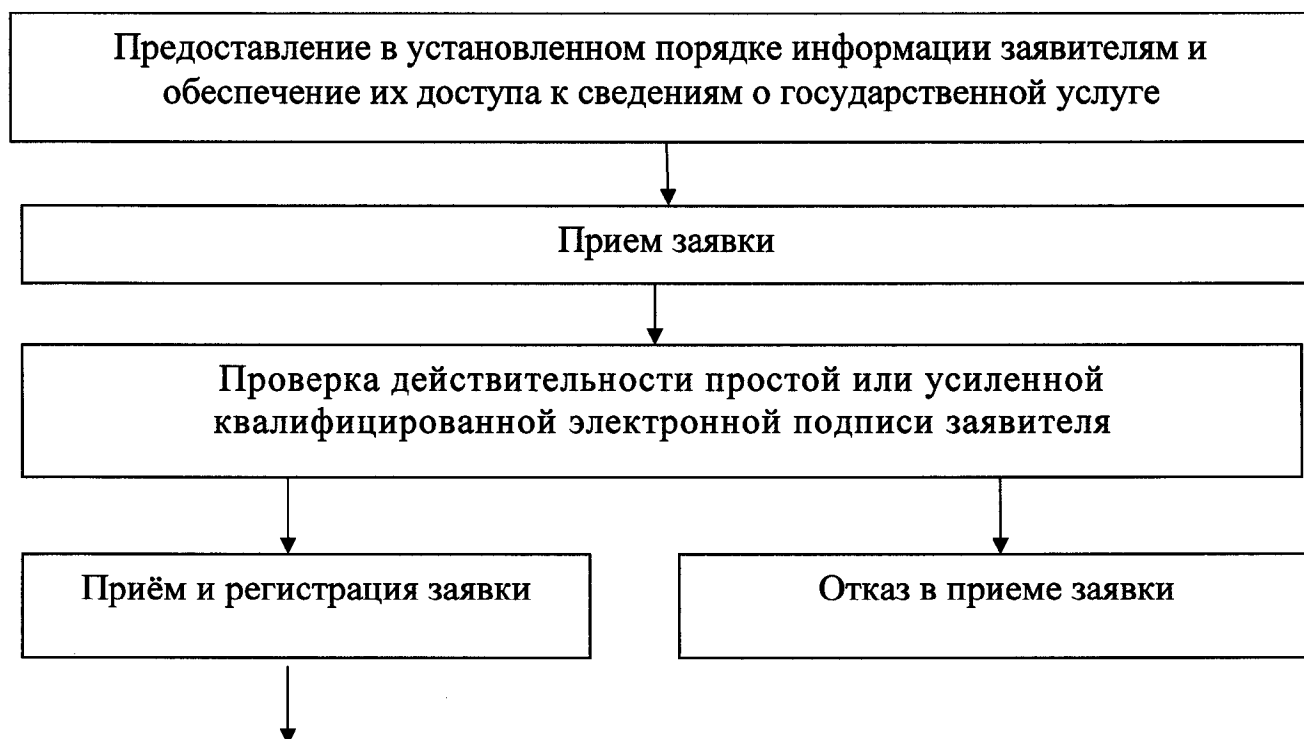 Предоставление в установленном порядке информации заявителям и
обеспечение их доступа к сведениям о государственной услуге
Прием заявки
Проверка действительности простой или усиленной
квалифицированной электронной подписи заявителя
Приём и регистрация заявки
Отказ в приеме заявки